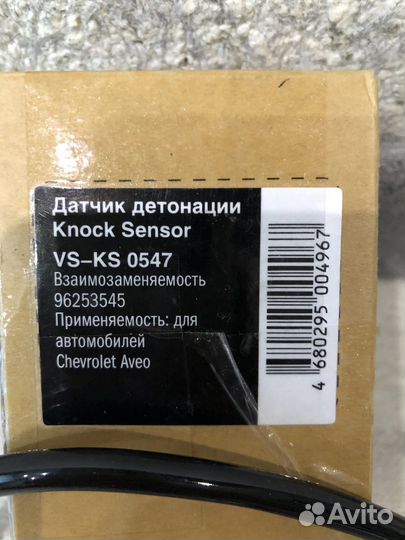 Датчик детонации
Knock Sensor
VS–KS 0547
Взаимозаменяемость
96253545
Применяемость: для
автомобилей
Chevrolet Aveo
4 680295 004967
Avito